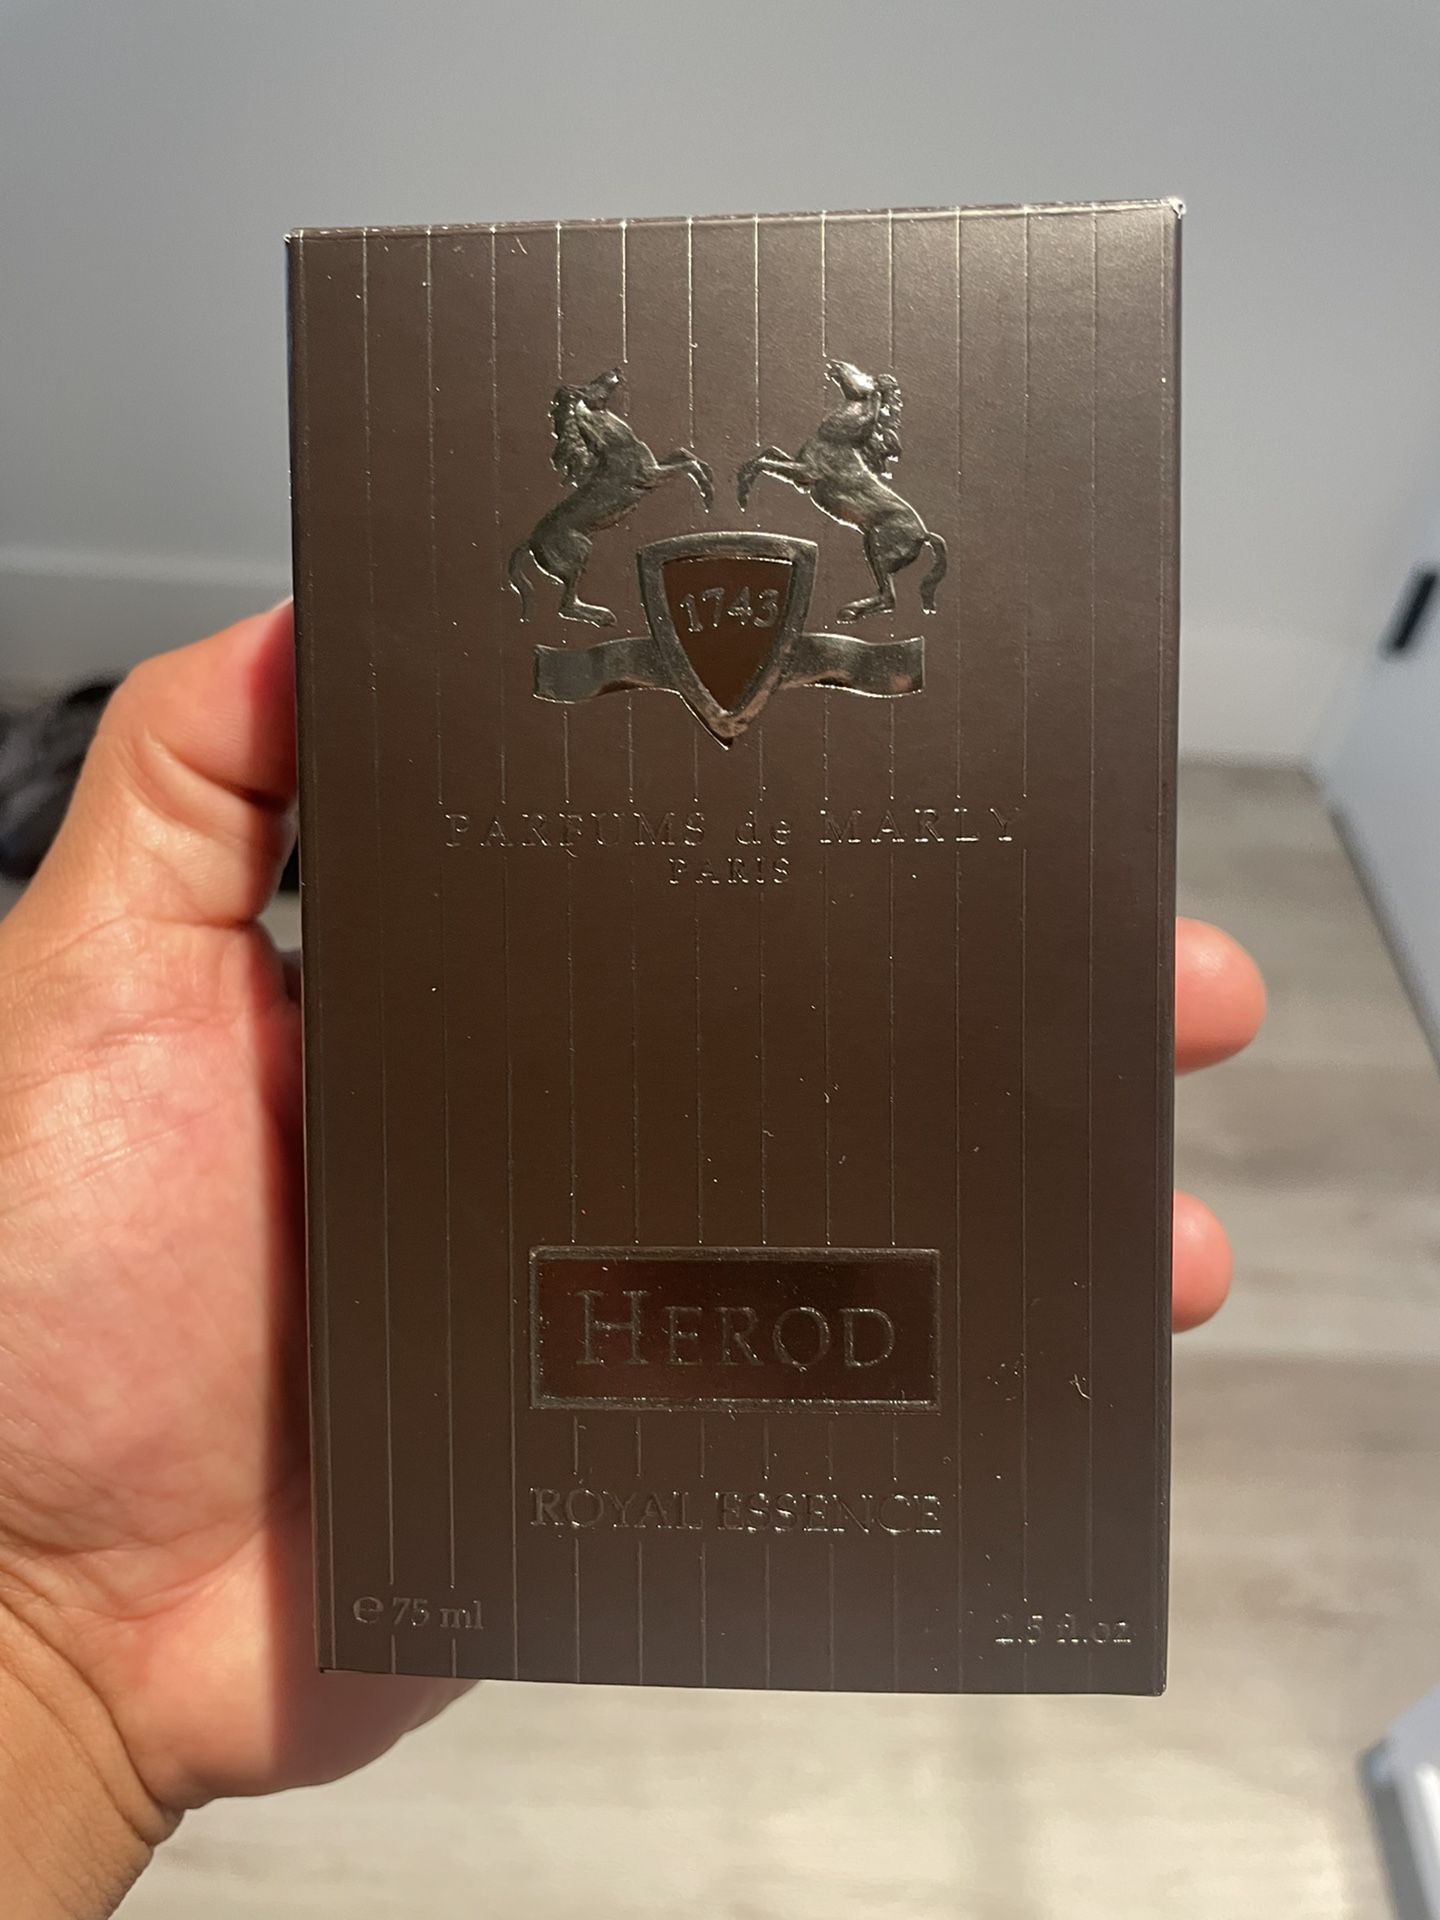 1743
PARFUMS de MARLY
PARIS
HEROD
ROYAL ESSENCE
℮ 75 ml
2.5 fl.oz